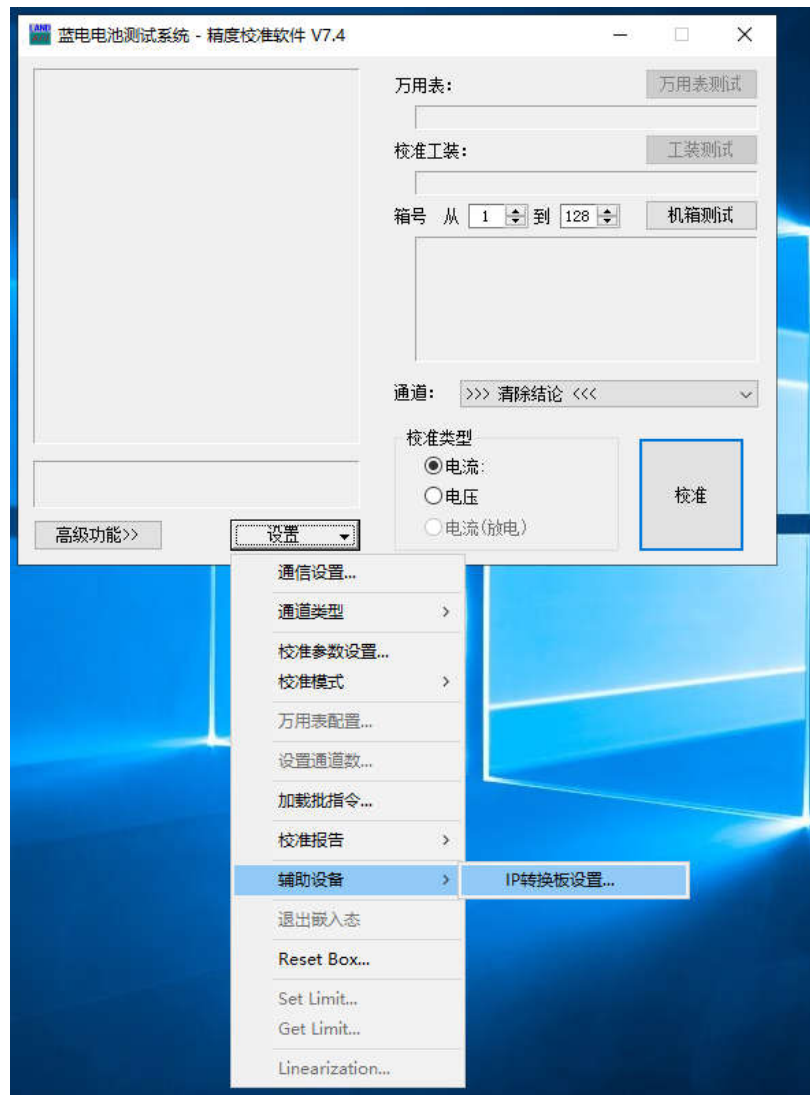 LAND 蓝电电池测试系统 - 精度校准软件 V7.4
万用表:
万用表测试
校准工装:
工装测试
箱号 从 1 到 128
机箱测试
通道: >>> 清除结论 <<<
校准类型
电流:
电压
电流(放电)
校准
高级功能>>
设置
通信设置...
通道类型
校准参数设置...
校准模式
万用表配置...
设置通道数...
加载批指令...
校准报告
辅助设备
IP转换板设置...
退出嵌入态
Reset Box...
Set Limit...
Get Limit...
Linearization...